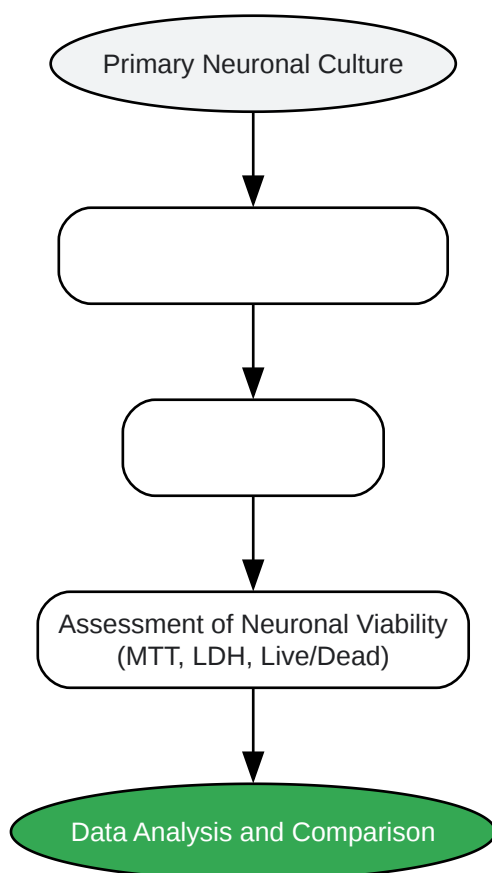 Primary Neuronal Culture
Assessment of Neuronal Viability
(MTT, LDH, Live/Dead)
Data Analysis and Comparison